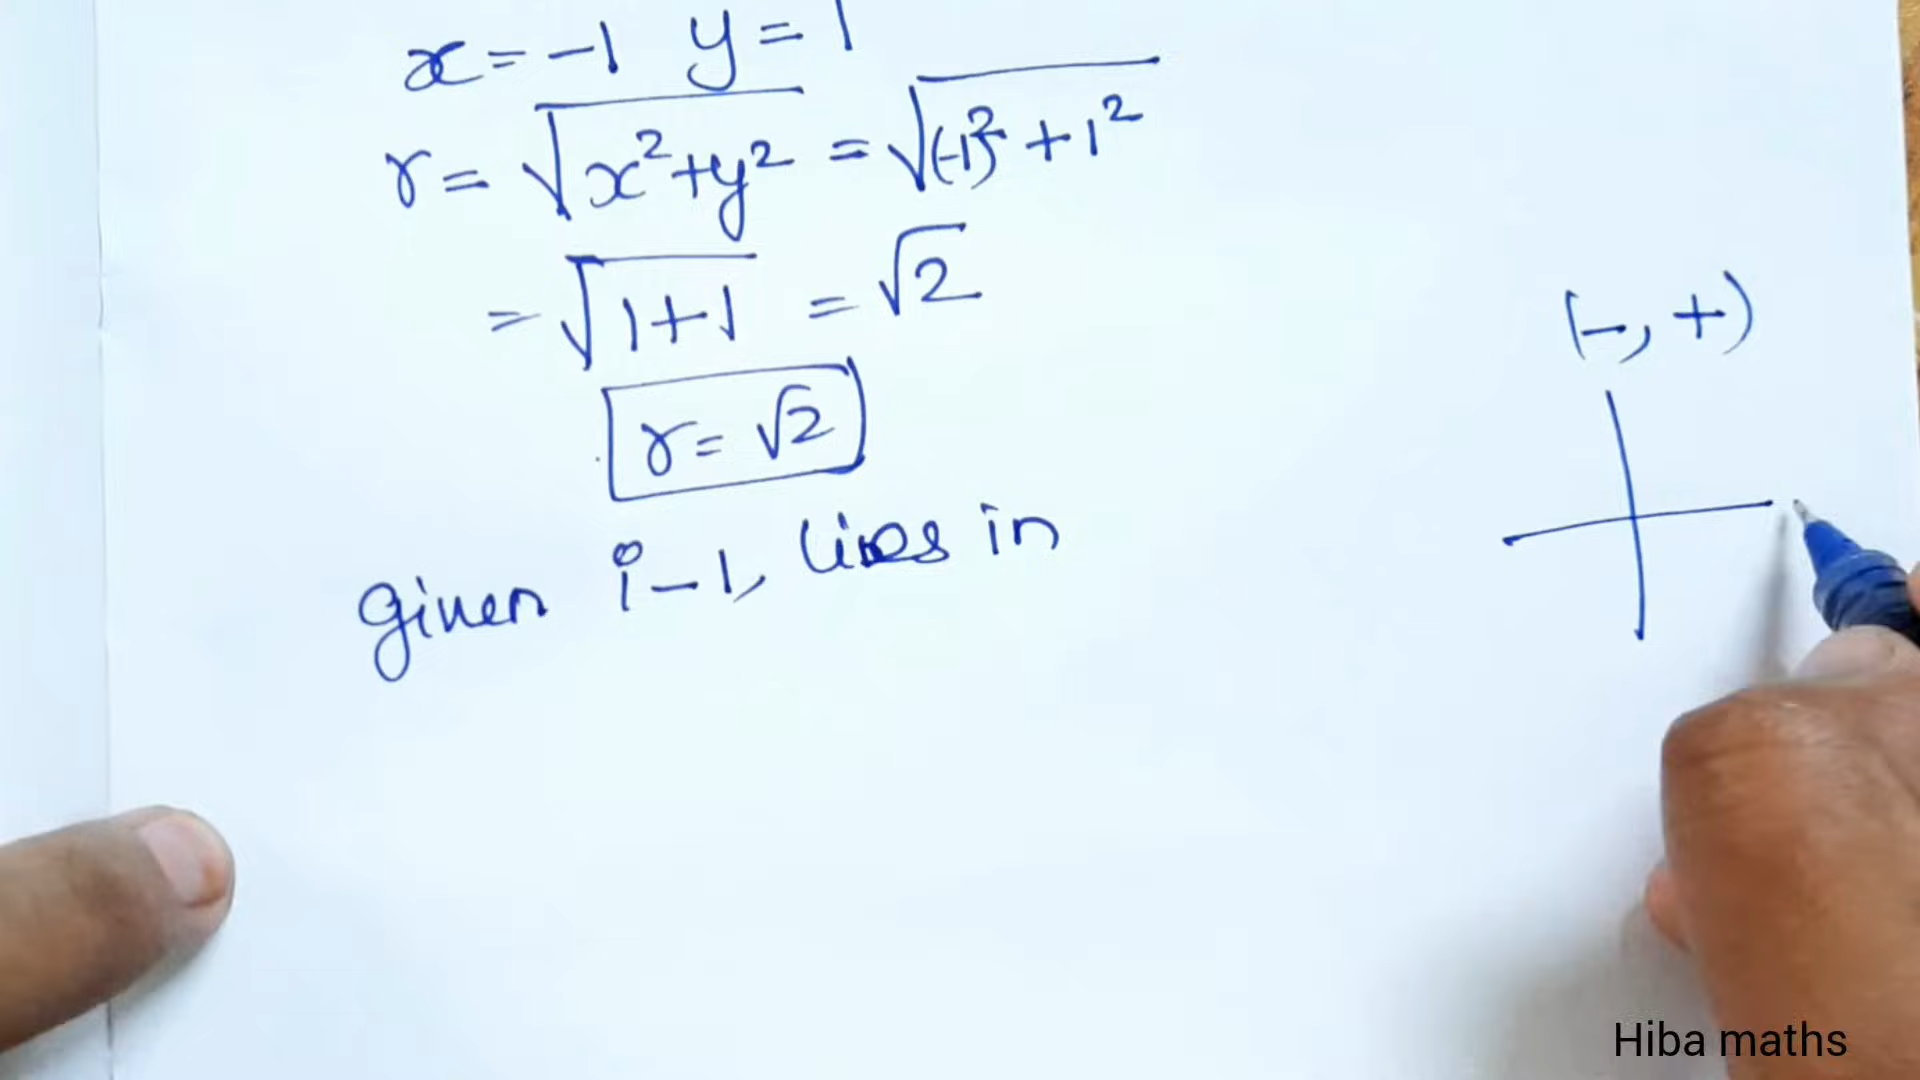 x = -1 y = 1
r = √x²+y² = √(-1)² + 1²
= √1+1 = √2
r = √2
(-, +)
given i-1, lies in
Hiba maths